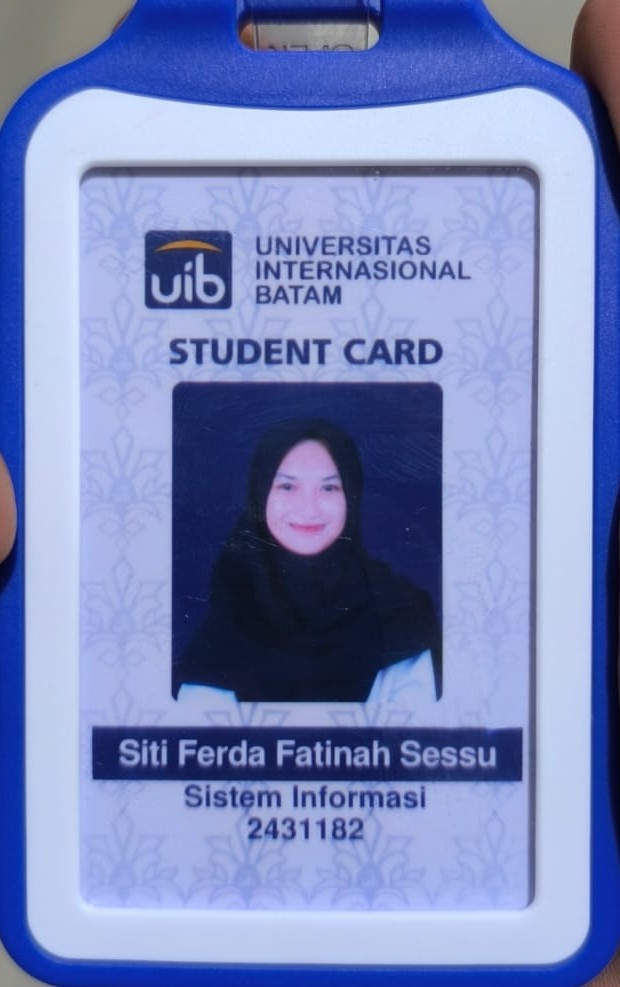 uib
UNIVERSITAS
INTERNASIONAL
BATAM
STUDENT CARD
Siti Ferda Fatinah Sessu
Sistem Informasi
2431182